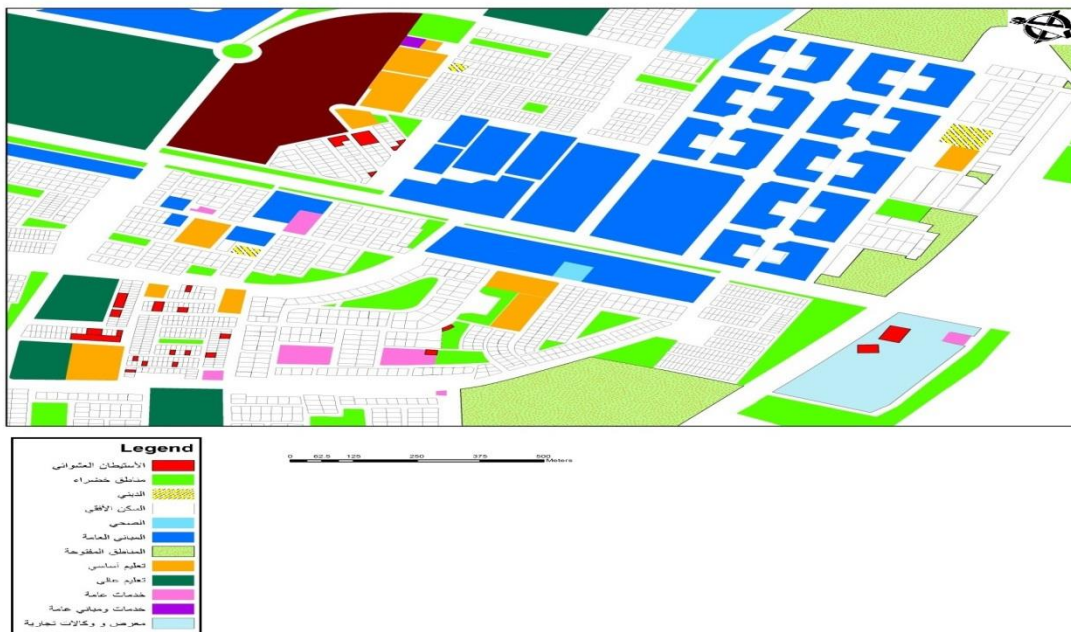 Legend
الأستيطان العشوائي
مناطق خضراء
الديني
السكن الأفقي
الصحي
المباني العامة
المناطق المفتوحة
تعليم أساسي
تعليم عالي
خدمات عامة
خدمات ومباني عامة
معرض و وكالات تجارية
0 62.5 125 250 375 500
Meters